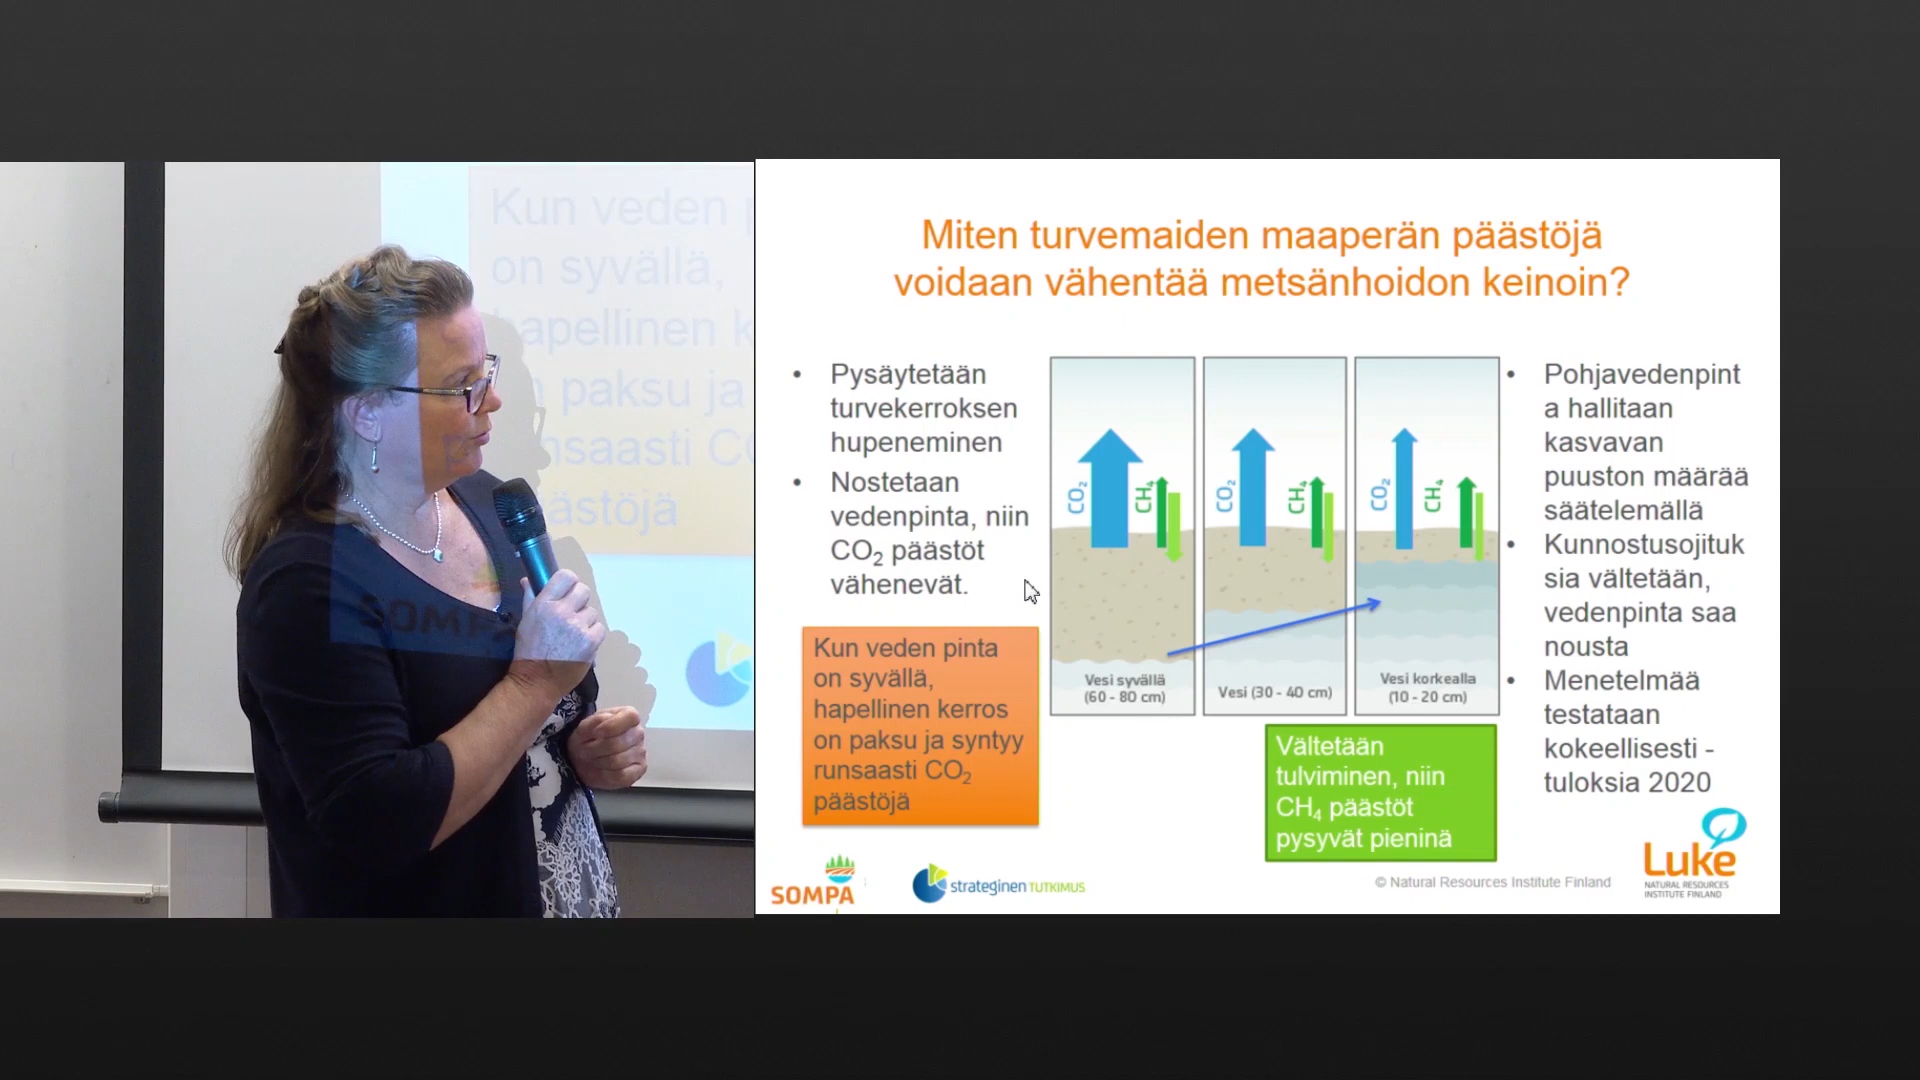 Kun veden
on syvällä,
hapellinen k
paksu ja
nsaasti CO
ästöjä
SOMPA
Miten turvemaiden maaperän päästöjä
voidaan vähentää metsänhoidon keinoin?
• Pysäytetään
turvekerroksen
hupeneminen
• Nostetaan
vedenpinta, niin
CO₂ päästöt
vähenevät.
Kun veden pinta
on syvällä,
hapellinen kerros
on paksu ja syntyy
runsaasti CO₂
päästöjä
CO₂
CH₄
Vesi syvällä
(60 - 80 cm)
CO₂
CH₄
Vesi (30 - 40 cm)
CO₂
CH₄
Vesi korkealla
(10 - 20 cm)
Vältetään
tulviminen, niin
CH₄ päästöt
pysyvät pieninä
• Pohjavedenpint
a hallitaan
kasvavan
puuston määrää
säätelemällä
• Kunnostusojituk
sia vältetään,
vedenpinta saa
nousta
• Menetelmää
testataan
kokeellisesti -
tuloksia 2020
SOMPA
strateginen TUTKIMUS
© Natural Resources Institute Finland
Luke
NATURAL RESOURCES
INSTITUTE FINLAND